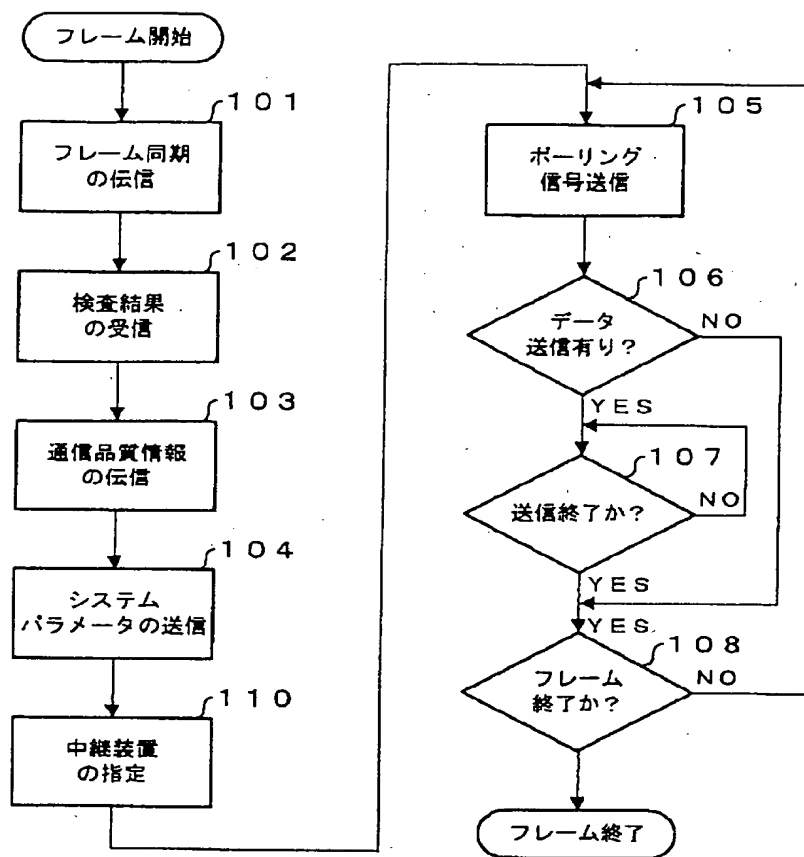 フレーム開始
101
フレーム同期
の伝信
102
検査結果
の受信
103
通信品質情報
の伝信
104
システム
パラメータの送信
110
中継装置
の指定
105
ポーリング
信号送信
106
データ
送信有り?
NO
YES
107
送信終了か?
NO
YES
YES
108
フレーム
終了か?
NO
フレーム終了